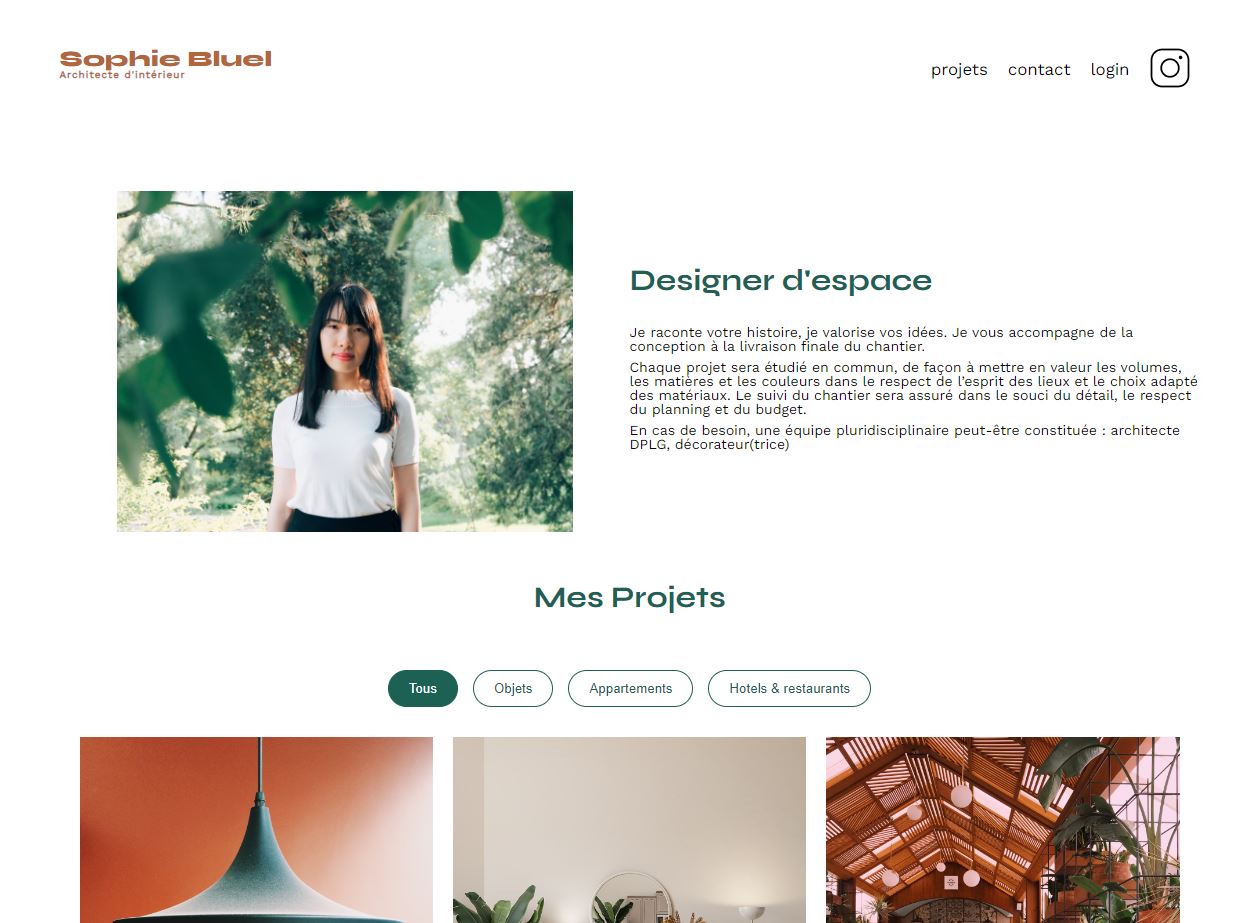 Sophie Bluel
Architecte d'intérieur
projets
contact
login
Designer d'espace
Je raconte votre histoire, je valorise vos idées. Je vous accompagne de la
conception à la livraison finale du chantier.
Chaque projet sera étudié en commun, de façon à mettre en valeur les volumes,
les matières et les couleurs dans le respect de l’esprit des lieux et le choix adapté
des matériaux. Le suivi du chantier sera assuré dans le souci du détail, le respect
du planning et du budget.
En cas de besoin, une équipe pluridisciplinaire peut-être constituée : architecte
DPLG, décorateur(trice)
Mes Projets
Tous
Objets
Appartements
Hotels & restaurants